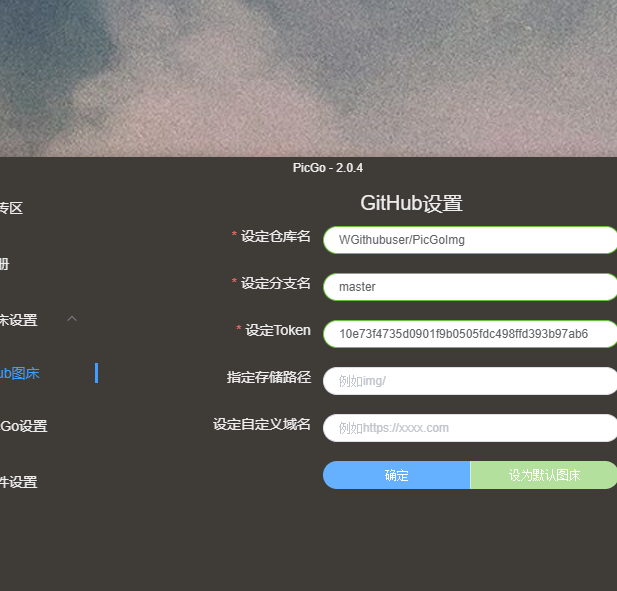 PicGo - 2.0.4
专区
册
床设置
ub图床
Go设置
件设置
GitHub设置
* 设定仓库名 WGithubuser/PicGoImg
* 设定分支名 master
* 设定Token 10e73f4735d0901f9b0505fdc498ffd393b97ab6
指定存储路径 例如img/
设定自定义域名 例如https://xxxx.com
确定 设为默认图床